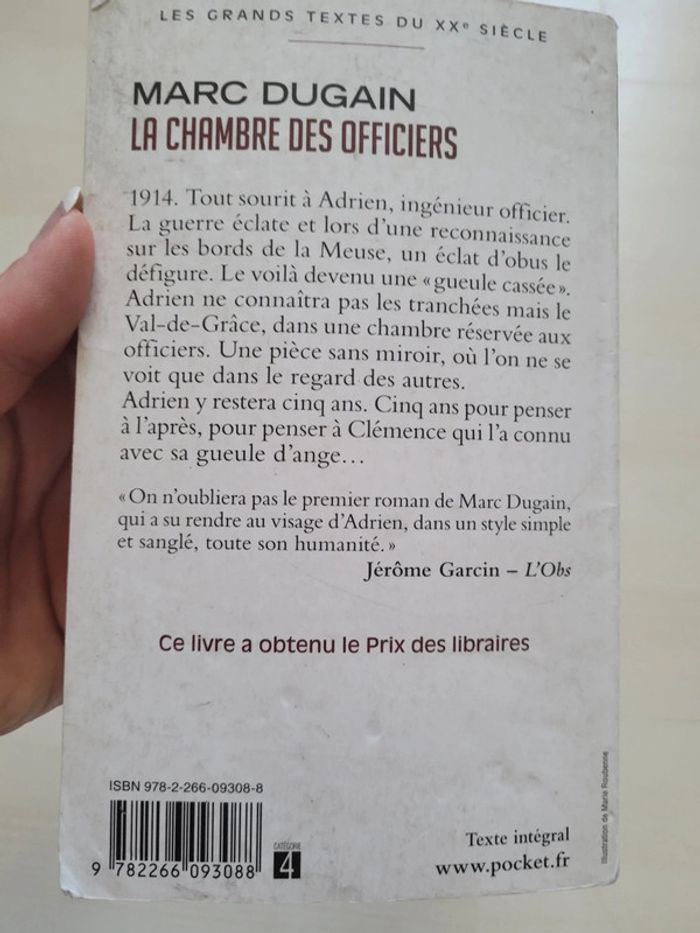 LES GRANDS TEXTES DU XXe SIÈCLE
MARC DUGAIN
LA CHAMBRE DES OFFICIERS
1914. Tout sourit à Adrien, ingénieur officier.
La guerre éclate et lors d'une reconnaissance
sur les bords de la Meuse, un éclat d'obus le
défigure. Le voilà devenu une « gueule cassée ».
Adrien ne connaîtra pas les tranchées mais le
Val-de-Grâce, dans une chambre réservée aux
officiers. Une pièce sans miroir, où l'on ne se
voit que dans le regard des autres.
Adrien y restera cinq ans. Cinq ans pour penser
à l'après, pour penser à Clémence qui l'a connu
avec sa gueule d'ange…
« On n'oubliera pas le premier roman de Marc Dugain,
qui a su rendre au visage d'Adrien, dans un style simple
et sanglé, toute son humanité. »
Jérôme Garcin – L'Obs
Ce livre a obtenu le Prix des libraires
ISBN 978-2-266-09308-8
9 782266 093088
CATÉGORIE
4
Texte intégral
www.pocket.fr
Illustration de Marie Roubenne